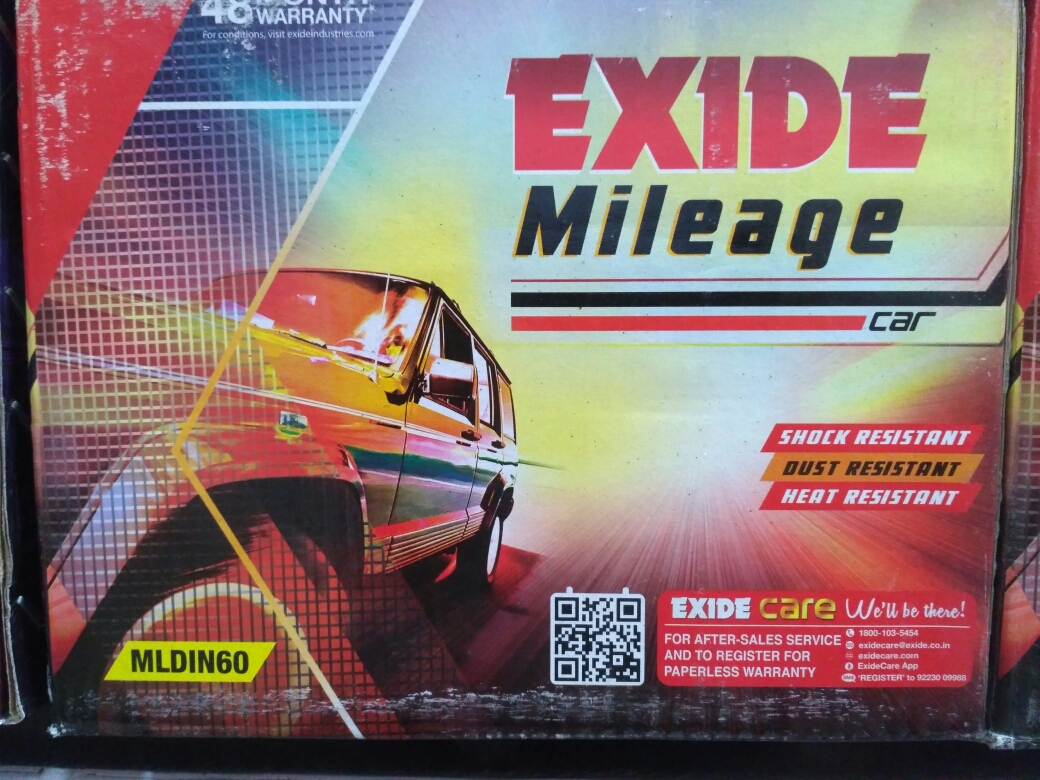 48 MONTH
WARRANTY*
For conditions, visit exideindustries.com
EXIDE
Mileage
car
SHOCK RESISTANT
DUST RESISTANT
HEAT RESISTANT
MLDIN60
EXIDE care We'll be there!
FOR AFTER-SALES SERVICE
AND TO REGISTER FOR
PAPERLESS WARRANTY
1800-103-5454
exidecare@exide.co.in
exidecare.com
ExideCare App
'REGISTER' to 92230 09988